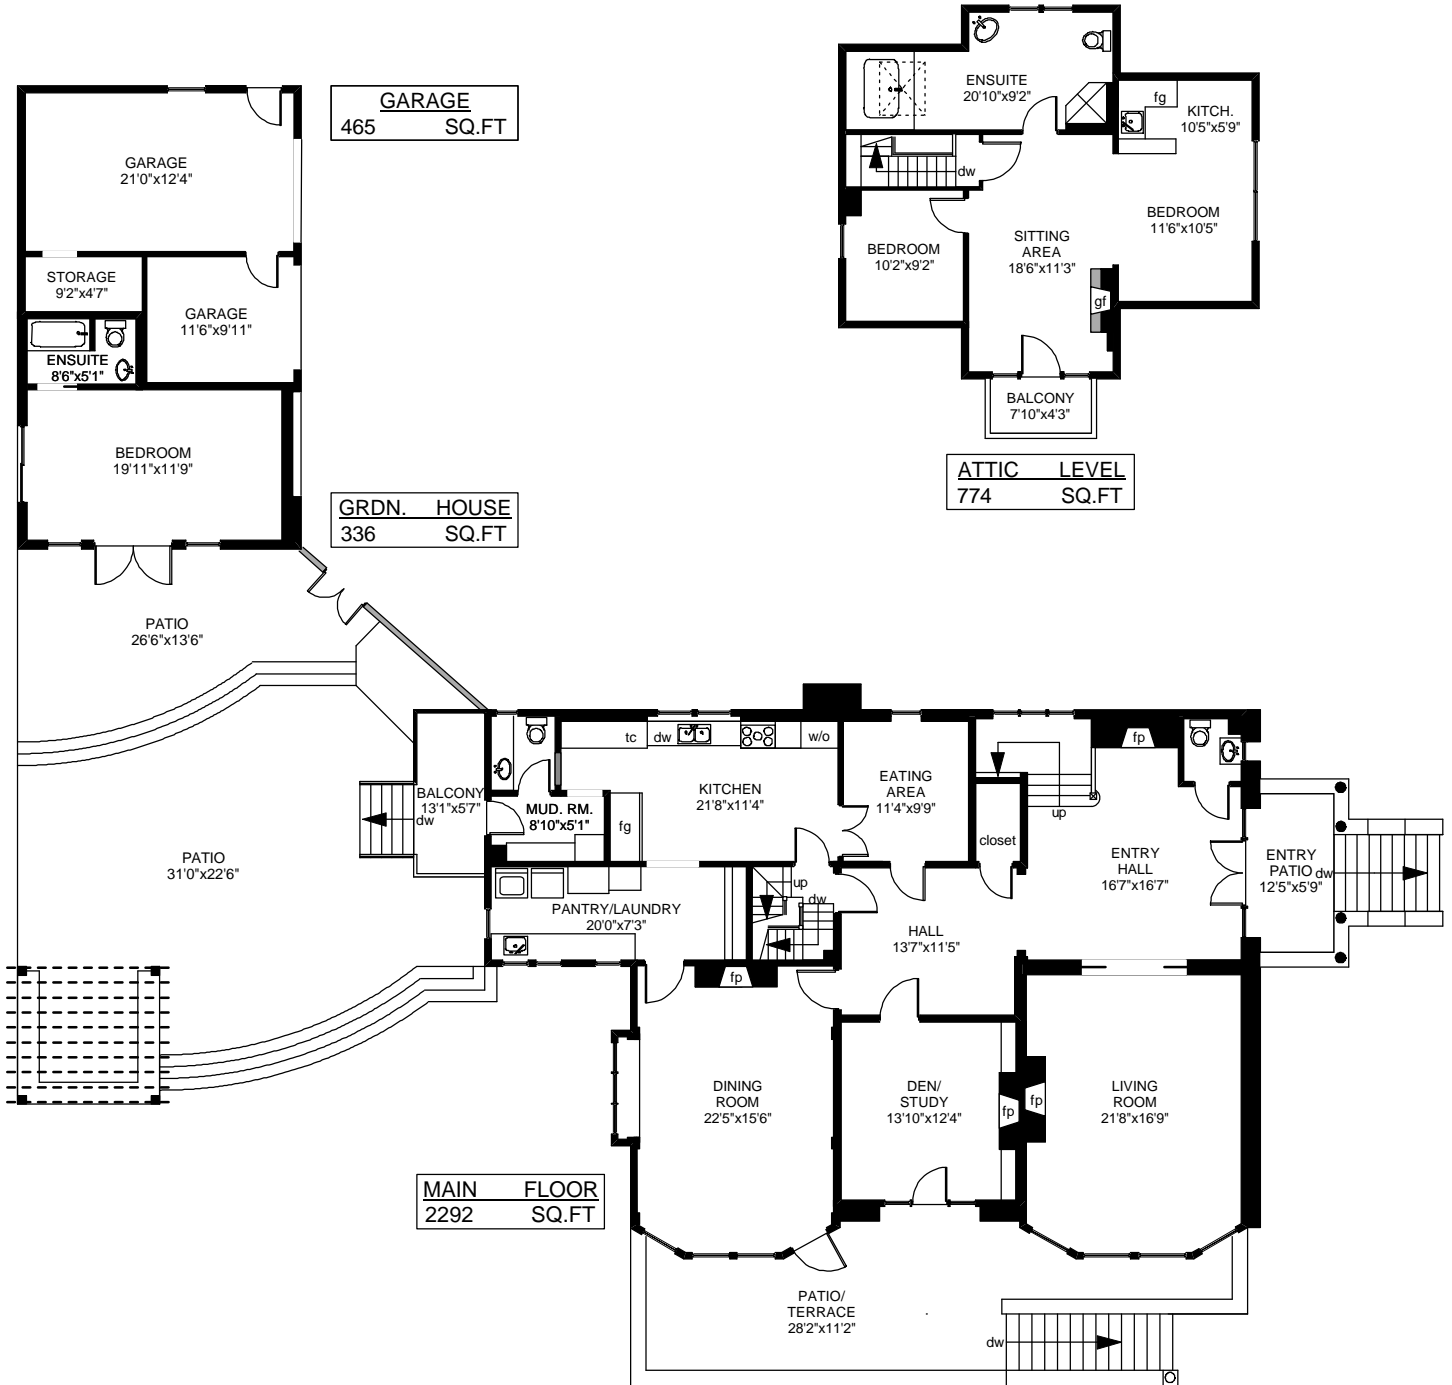 GARAGE
465 SQ.FT
GARAGE
21'0"x12'4"
STORAGE
9'2"x4'7"
GARAGE
11'6"x9'11"
ENSUITE
8'6"x5'1"
BEDROOM
19'11"x11'9"
GRDN. HOUSE
336 SQ.FT
PATIO
26'6"x13'6"
ENSUITE
20'10"x9'2"
fg
KITCH.
10'5"x5'9"
dw
BEDROOM
10'2"x9'2"
SITTING
AREA
18'6"x11'3"
BEDROOM
11'6"x10'5"
gf
BALCONY
7'10"x4'3"
ATTIC LEVEL
774 SQ.FT
PATIO
31'0"x22'6"
BALCONY
13'1"x5'7"
dw
MUD. RM.
8'10"x5'1"
tc
dw
w/o
KITCHEN
21'8"x11'4"
fg
EATING
AREA
11'4"x9'9"
closet
up
fp
ENTRY
HALL
16'7"x16'7"
ENTRY
PATIO
12'5"x5'9"
dw
PANTRY/LAUNDRY
20'0"x7'3"
up
dw
HALL
13'7"x11'5"
fp
DINING
ROOM
22'5"x15'6"
DEN/
STUDY
13'10"x12'4"
fp
fp
LIVING
ROOM
21'8"x16'9"
MAIN FLOOR
2292 SQ.FT
PATIO/
TERRACE
28'2"x11'2"
dw